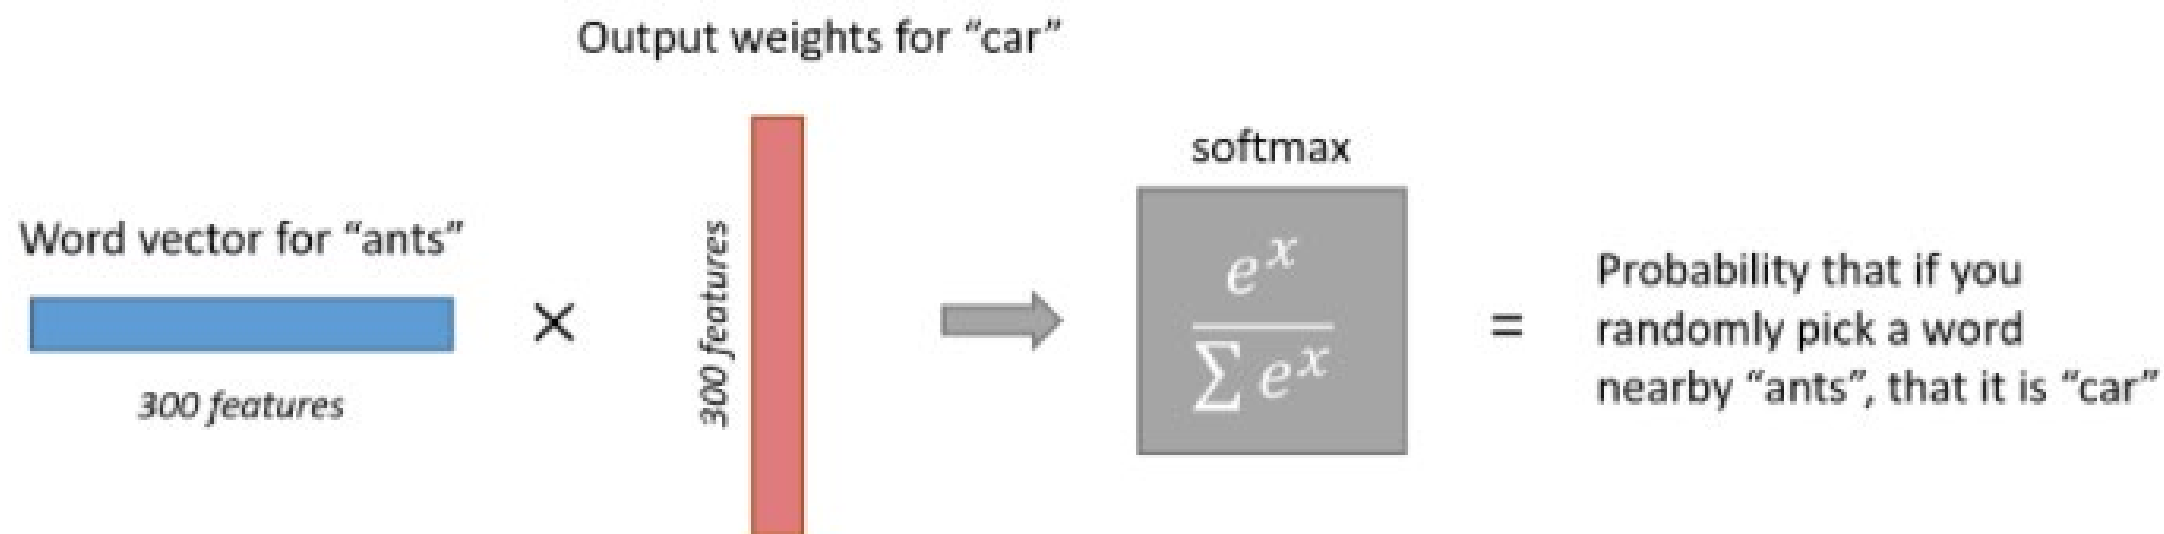 Output weights for “car”
Word vector for “ants”
300 features
×
300 features
softmax
e^x
∑ e^x
=
Probability that if you
randomly pick a word
nearby “ants”, that it is “car”